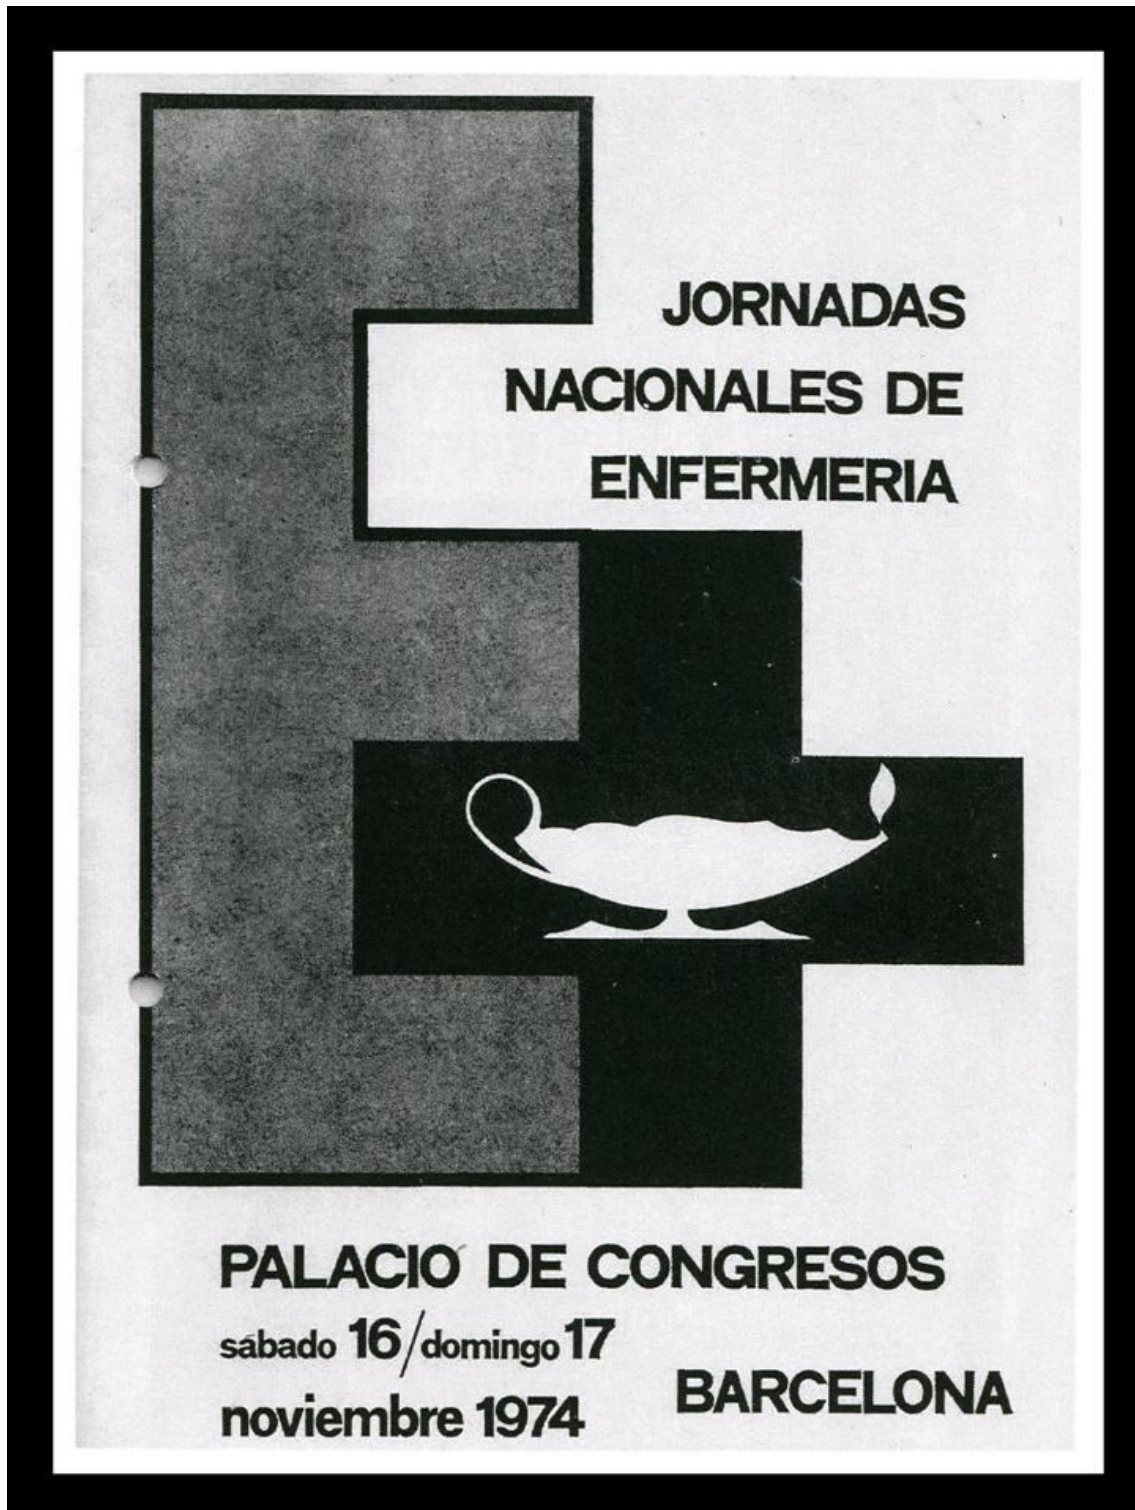 JORNADAS
NACIONALES DE
ENFERMERIA
PALACIO DE CONGRESOS
sábado 16/domingo 17
noviembre 1974
BARCELONA